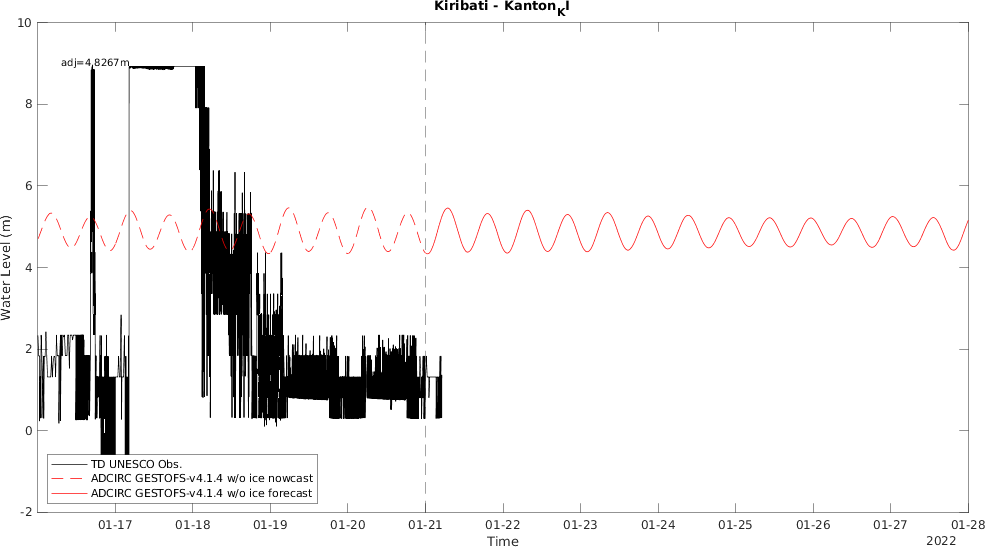 Kiribati - Kanton_KI
adj=4.8267m
Water Level (m)
10
8
6
4
2
0
-2
TD UNESCO Obs.
ADCIRC GESTOFS-v4.1.4 w/o ice nowcast
ADCIRC GESTOFS-v4.1.4 w/o ice forecast
01-17 01-18 01-19 01-20 01-21 01-22 01-23 01-24 01-25 01-26 01-27 01-28
Time
2022